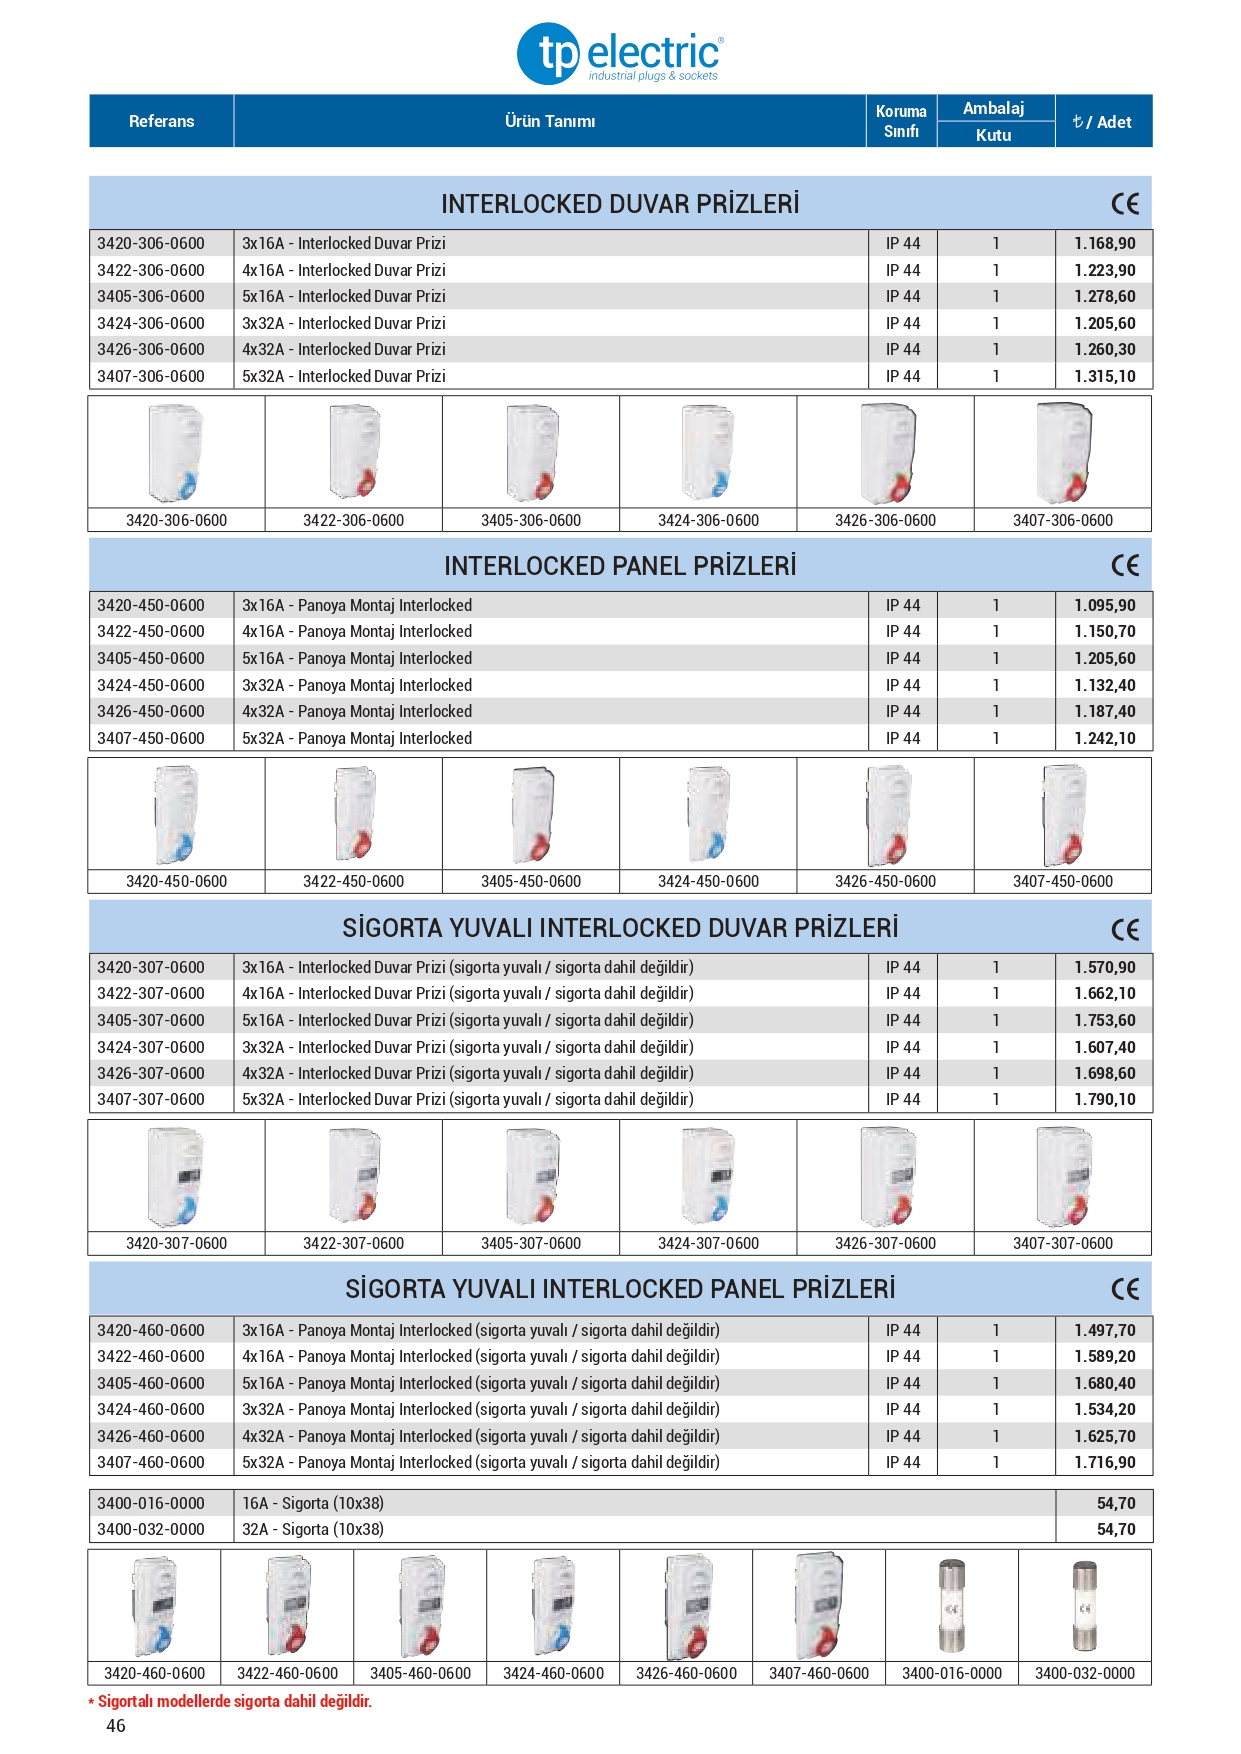 tp electric®
industrial plugs & sockets
Referans Ürün Tanımı Koruma Sınıfı Ambalaj Kutu ₺ / Adet
INTERLOCKED DUVAR PRİZLERİ CE
3420-306-0600 3x16A - Interlocked Duvar Prizi IP 44 1 1.168,90
3422-306-0600 4x16A - Interlocked Duvar Prizi IP 44 1 1.223,90
3405-306-0600 5x16A - Interlocked Duvar Prizi IP 44 1 1.278,60
3424-306-0600 3x32A - Interlocked Duvar Prizi IP 44 1 1.205,60
3426-306-0600 4x32A - Interlocked Duvar Prizi IP 44 1 1.260,30
3407-306-0600 5x32A - Interlocked Duvar Prizi IP 44 1 1.315,10
3420-306-0600 3422-306-0600 3405-306-0600 3424-306-0600 3426-306-0600 3407-306-0600
INTERLOCKED PANEL PRİZLERİ CE
3420-450-0600 3x16A - Panoya Montaj Interlocked IP 44 1 1.095,90
3422-450-0600 4x16A - Panoya Montaj Interlocked IP 44 1 1.150,70
3405-450-0600 5x16A - Panoya Montaj Interlocked IP 44 1 1.205,60
3424-450-0600 3x32A - Panoya Montaj Interlocked IP 44 1 1.132,40
3426-450-0600 4x32A - Panoya Montaj Interlocked IP 44 1 1.187,40
3407-450-0600 5x32A - Panoya Montaj Interlocked IP 44 1 1.242,10
3420-450-0600 3422-450-0600 3405-450-0600 3424-450-0600 3426-450-0600 3407-450-0600
SİGORTA YUVALI INTERLOCKED DUVAR PRİZLERİ CE
3420-307-0600 3x16A - Interlocked Duvar Prizi (sigorta yuvalı / sigorta dahil değildir) IP 44 1 1.570,90
3422-307-0600 4x16A - Interlocked Duvar Prizi (sigorta yuvalı / sigorta dahil değildir) IP 44 1 1.662,10
3405-307-0600 5x16A - Interlocked Duvar Prizi (sigorta yuvalı / sigorta dahil değildir) IP 44 1 1.753,60
3424-307-0600 3x32A - Interlocked Duvar Prizi (sigorta yuvalı / sigorta dahil değildir) IP 44 1 1.607,40
3426-307-0600 4x32A - Interlocked Duvar Prizi (sigorta yuvalı / sigorta dahil değildir) IP 44 1 1.698,60
3407-307-0600 5x32A - Interlocked Duvar Prizi (sigorta yuvalı / sigorta dahil değildir) IP 44 1 1.790,10
3420-307-0600 3422-307-0600 3405-307-0600 3424-307-0600 3426-307-0600 3407-307-0600
SİGORTA YUVALI INTERLOCKED PANEL PRİZLERİ CE
3420-460-0600 3x16A - Panoya Montaj Interlocked (sigorta yuvalı / sigorta dahil değildir) IP 44 1 1.497,70
3422-460-0600 4x16A - Panoya Montaj Interlocked (sigorta yuvalı / sigorta dahil değildir) IP 44 1 1.589,20
3405-460-0600 5x16A - Panoya Montaj Interlocked (sigorta yuvalı / sigorta dahil değildir) IP 44 1 1.680,40
3424-460-0600 3x32A - Panoya Montaj Interlocked (sigorta yuvalı / sigorta dahil değildir) IP 44 1 1.534,20
3426-460-0600 4x32A - Panoya Montaj Interlocked (sigorta yuvalı / sigorta dahil değildir) IP 44 1 1.625,70
3407-460-0600 5x32A - Panoya Montaj Interlocked (sigorta yuvalı / sigorta dahil değildir) IP 44 1 1.716,90
3400-016-0000 16A - Sigorta (10x38) 54,70
3400-032-0000 32A - Sigorta (10x38) 54,70
CE CE
3420-460-0600 3422-460-0600 3405-460-0600 3424-460-0600 3426-460-0600 3407-460-0600 3400-016-0000 3400-032-0000
* Sigortalı modellerde sigorta dahil değildir.
46